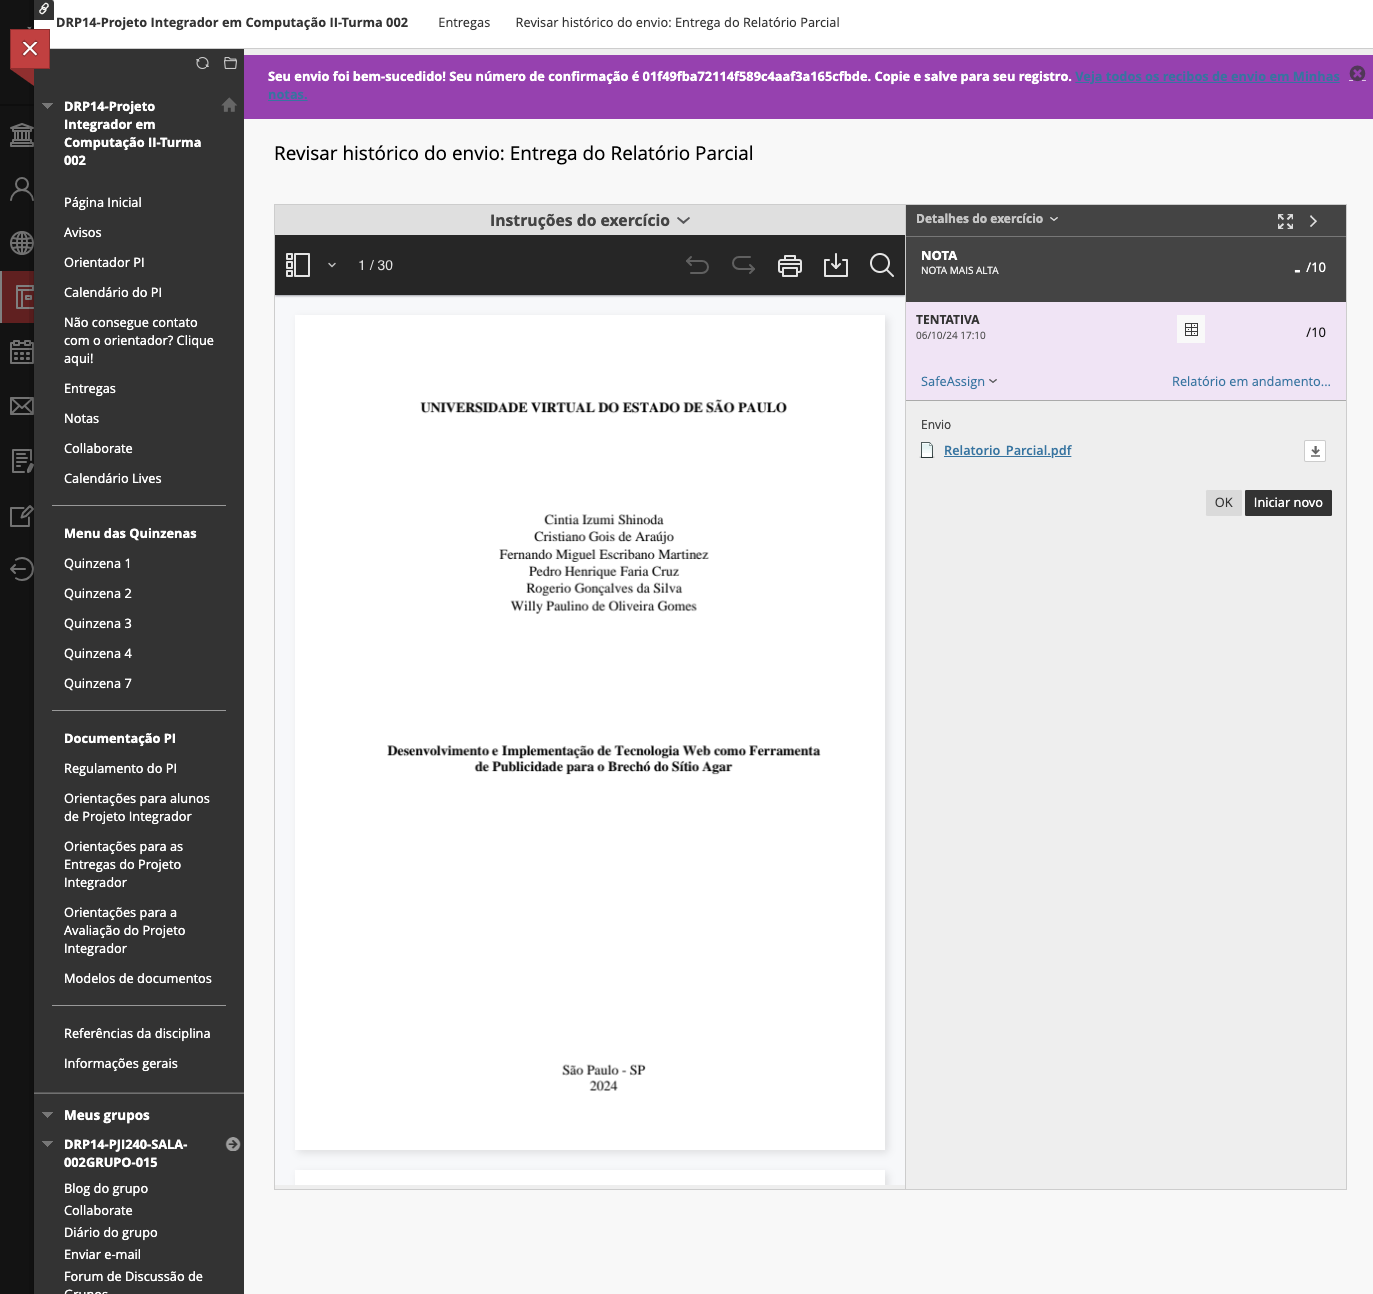 DRP14-Projeto Integrador em Computação II-Turma 002 Entregas Revisar histórico do envio: Entrega do Relatório Parcial
Seu envio foi bem-sucedido! Seu número de confirmação é 01f49fba72114f589c4aaf3a165cfbde. Copie e salve para seu registro. Veja todos os recibos de envio em Minhas
notas.
DRP14-Projeto
Integrador em
Computação II-Turma
002
Página Inicial
Avisos
Orientador PI
Calendário do PI
Não consegue contato
com o orientador? Clique
aqui!
Entregas
Notas
Collaborate
Calendário Lives
Menu das Quinzenas
Quinzena 1
Quinzena 2
Quinzena 3
Quinzena 4
Quinzena 7
Documentação PI
Regulamento do PI
Orientações para alunos
de Projeto Integrador
Orientações para as
Entregas do Projeto
Integrador
Orientações para a
Avaliação do Projeto
Integrador
Modelos de documentos
Referências da disciplina
Informações gerais
Meus grupos
DRP14-PJI240-SALA-
002GRUPO-015
Blog do grupo
Collaborate
Diário do grupo
Enviar e-mail
Forum de Discussão de
Revisar histórico do envio: Entrega do Relatório Parcial
Instruções do exercício
1 / 30
UNIVERSIDADE VIRTUAL DO ESTADO DE SÃO PAULO
Cintia Izumi Shinoda
Cristiano Gois de Araújo
Fernando Miguel Escribano Martinez
Pedro Henrique Faria Cruz
Rogerio Gonçalves da Silva
Willy Paulino de Oliveira Gomes
Desenvolvimento e Implementação de Tecnologia Web como Ferramenta
de Publicidade para o Brechó do Sítio Agar
São Paulo - SP
2024
Detalhes do exercício
NOTA
NOTA MAIS ALTA
- /10
TENTATIVA
06/10/24 17:10
/10
SafeAssign Relatório em andamento...
Envio
Relatorio_Parcial.pdf
OK Iniciar novo